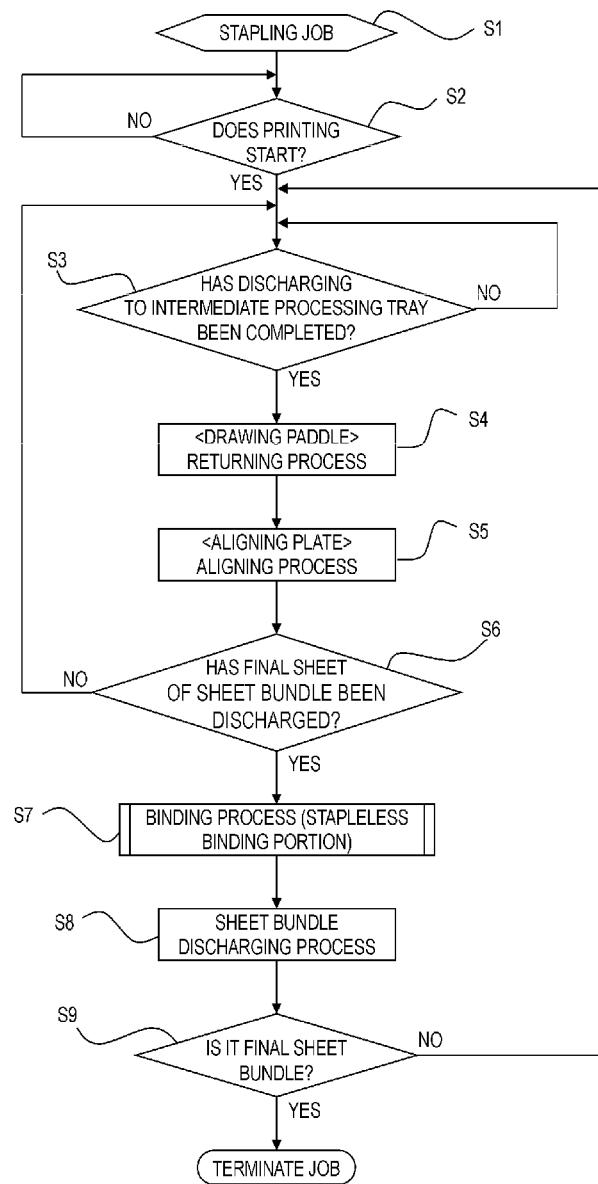 STAPLING JOB
S1
S2
NO
DOES PRINTING
START?
YES
S3
HAS DISCHARGING
TO INTERMEDIATE PROCESSING TRAY
BEEN COMPLETED?
NO
YES
S4
<DRAWING PADDLE>
RETURNING PROCESS
S5
<ALIGNING PLATE>
ALIGNING PROCESS
S6
NO
HAS FINAL SHEET
OF SHEET BUNDLE BEEN
DISCHARGED?
YES
S7
BINDING PROCESS (STAPLELESS
BINDING PORTION)
S8
SHEET BUNDLE
DISCHARGING PROCESS
S9
IS IT FINAL SHEET
BUNDLE?
NO
YES
TERMINATE JOB